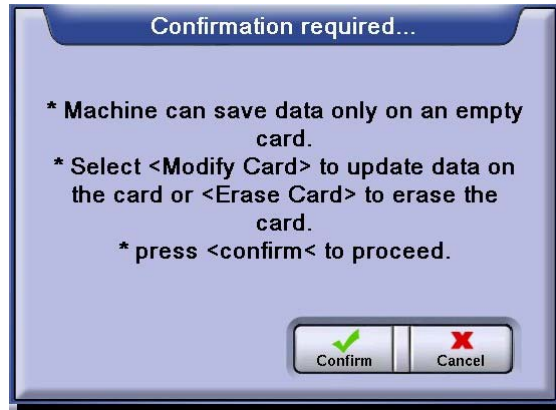 Confirmation required...
* Machine can save data only on an empty
card.
* Select <Modify Card> to update data on
the card or <Erase Card> to erase the
card.
* press <confirm< to proceed.
Confirm
Cancel